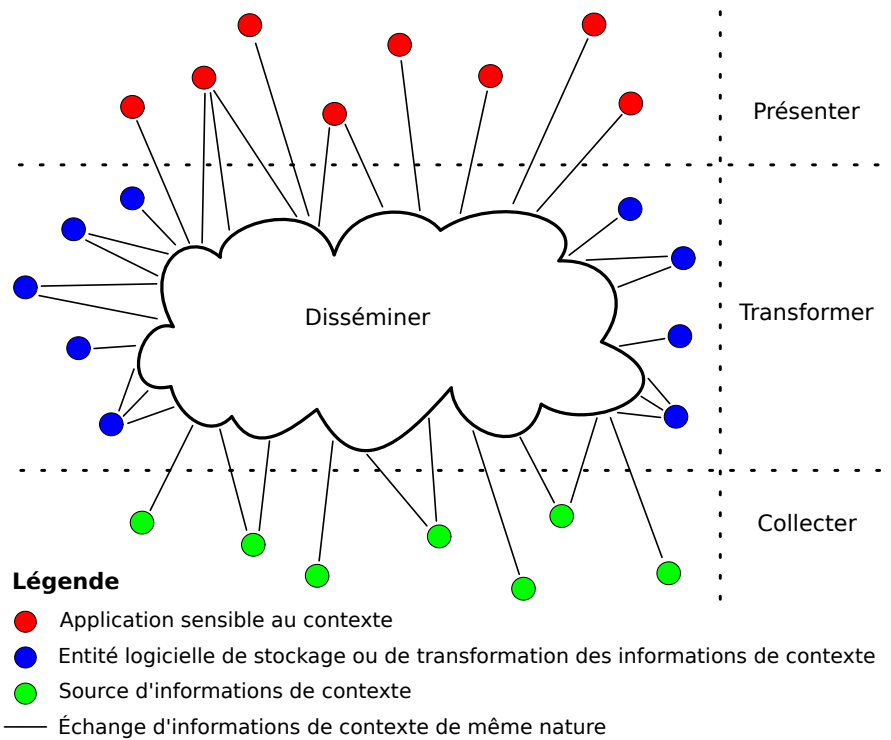 Présenter
Disséminer
Transformer
Collecter
Légende
Application sensible au contexte
Entité logicielle de stockage ou de transformation des informations de contexte
Source d'informations de contexte
Échange d'informations de contexte de même nature